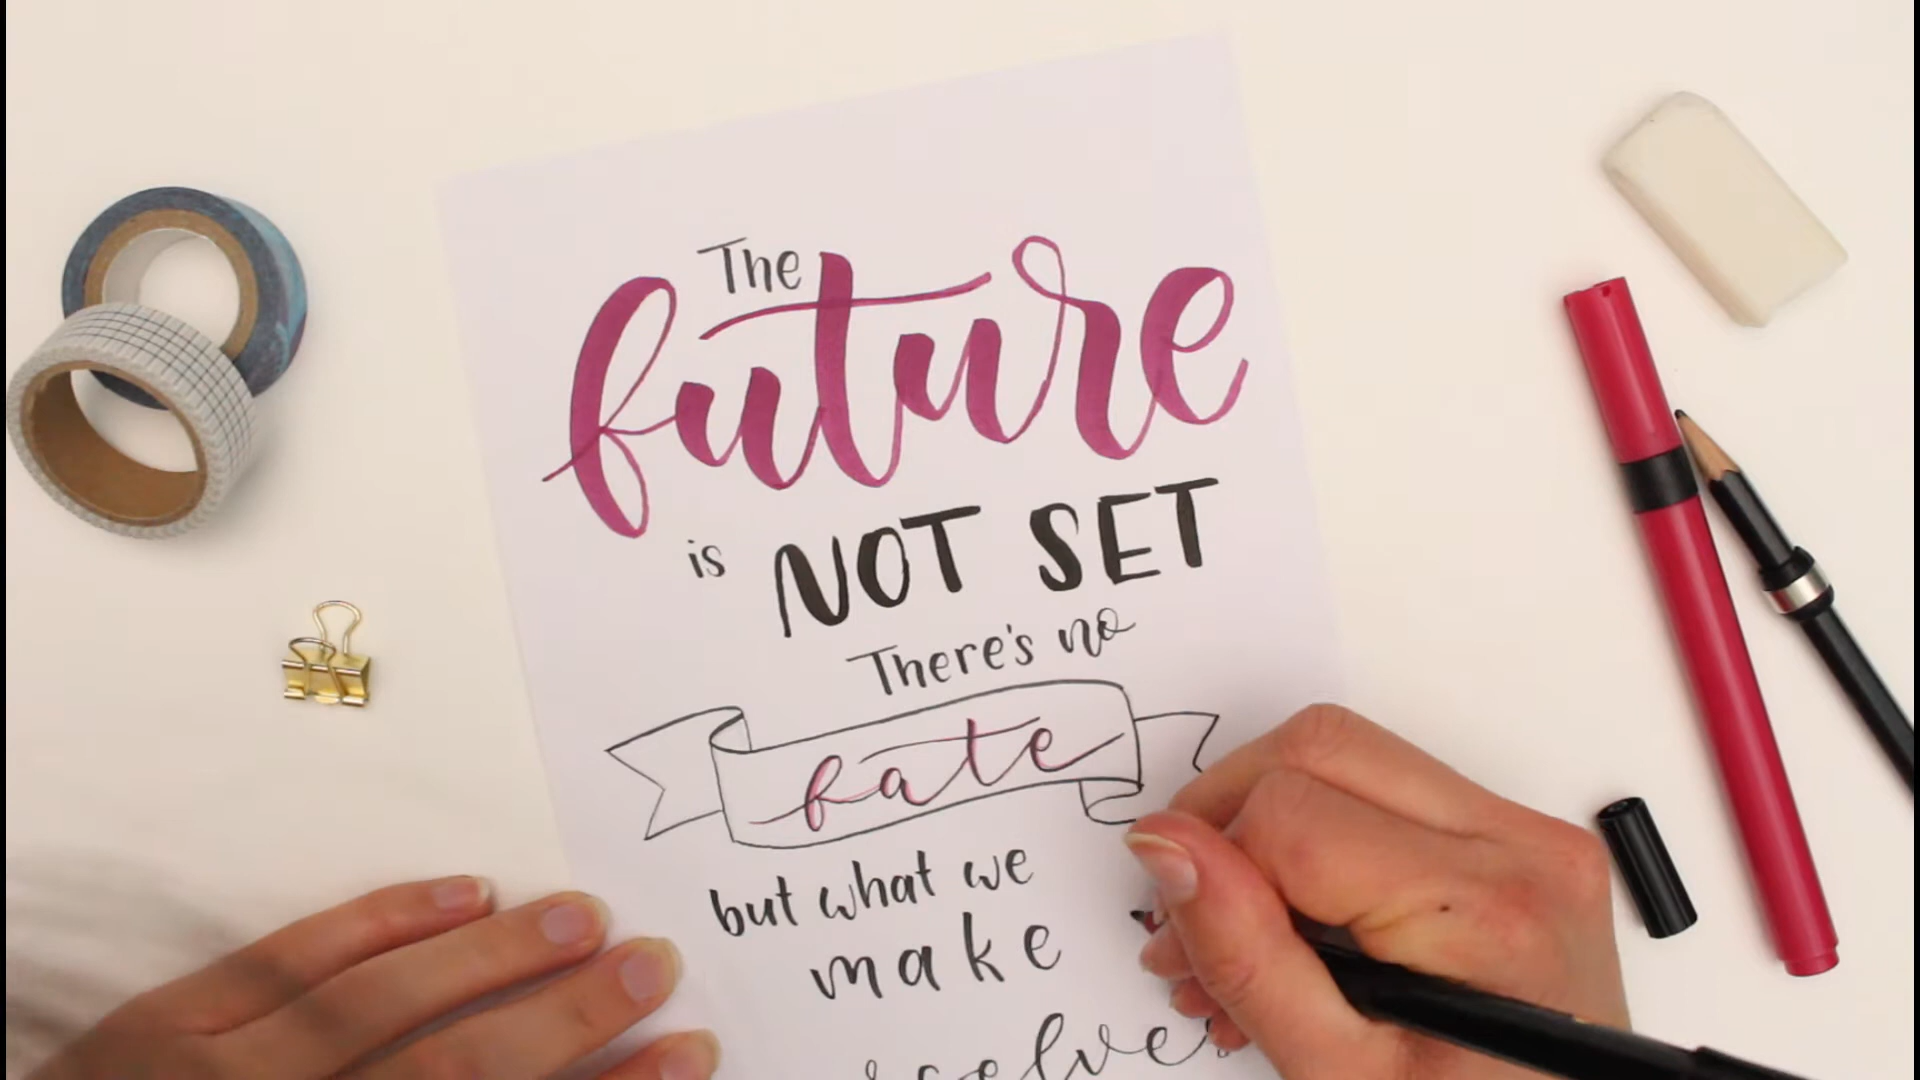 The
future
is NOT SET
There's no
fate
but what we
make